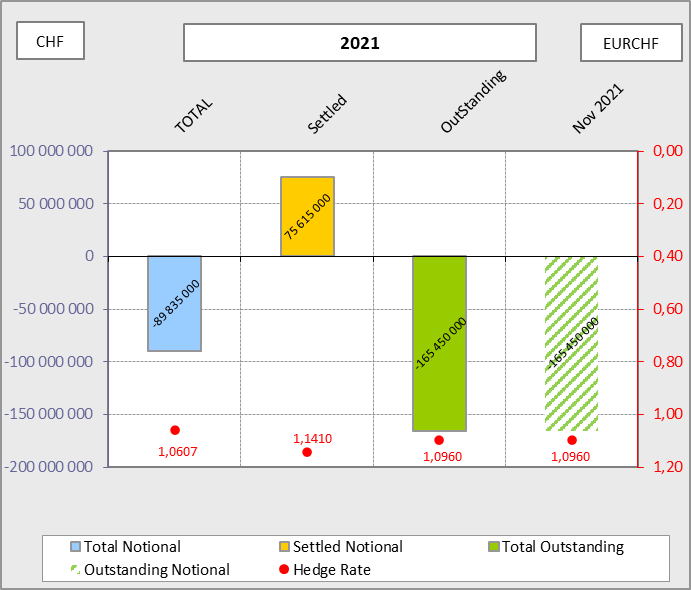 CHF
2021
EURCHF
TOTAL
Settled
OutStanding
Nov 2021
100 000 000
50 000 000
0
-50 000 000
-100 000 000
-150 000 000
-200 000 000
0,00
0,20
0,40
0,60
0,80
1,00
1,20
-89 835 000
75 615 000
-165 450 000
-165 450 000
1,0607
1,1410
1,0960
1,0960
Total Notional
Settled Notional
Total Outstanding
Outstanding Notional
Hedge Rate